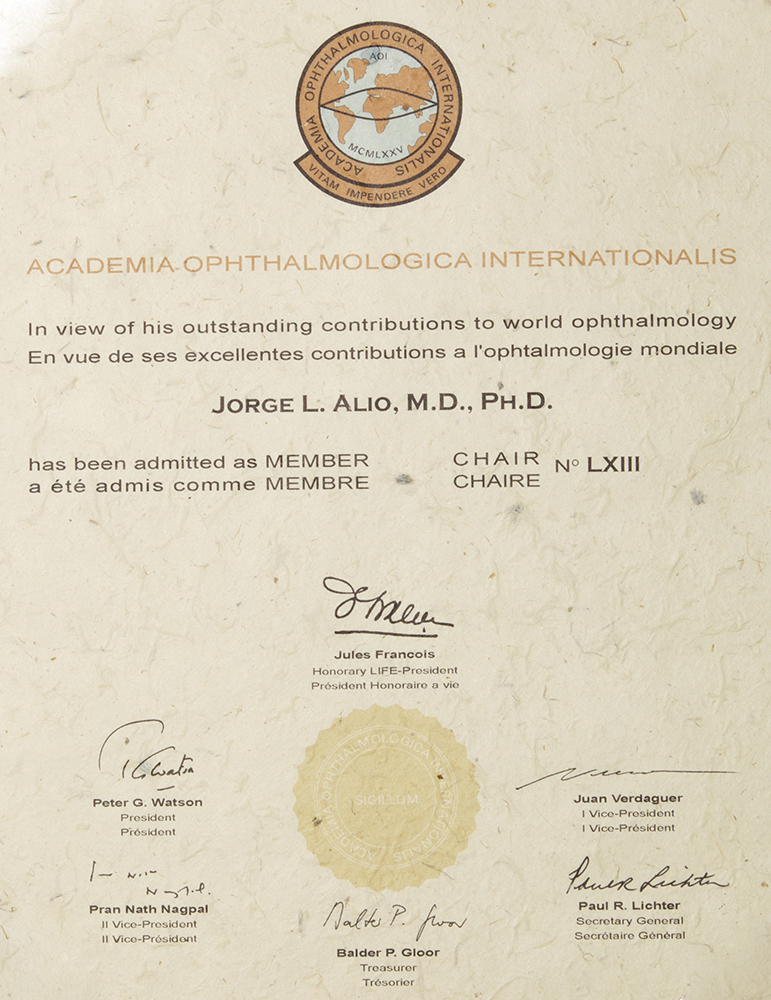 ACADEMIA OPHTHALMOLOGICA INTERNATIONALIS
AOI
MCMLXXV
VITAM IMPENDERE VERO
ACADEMIA OPHTHALMOLOGICA INTERNATIONALIS
In view of his outstanding contributions to world ophthalmology
En vue de ses excellentes contributions a l'ophtalmologie mondiale
JORGE L. ALIO, M.D., PH.D.
has been admitted as MEMBER
a été admis comme MEMBRE
CHAIR
CHAIRE
No LXIII
Jules Francois
Honorary LIFE-President
Président Honoraire a vie
ACADEMIA OPHTHALMOLOGICA INTERNATIONALIS
SIGILLUM
Peter G. Watson
President
Président
Juan Verdaguer
I Vice-President
I Vice-Président
Pran Nath Nagpal
II Vice-President
II Vice-Président
Balder P. Gloor
Treasurer
Trésorier
Paul R. Lichter
Secretary General
Secrétaire Général